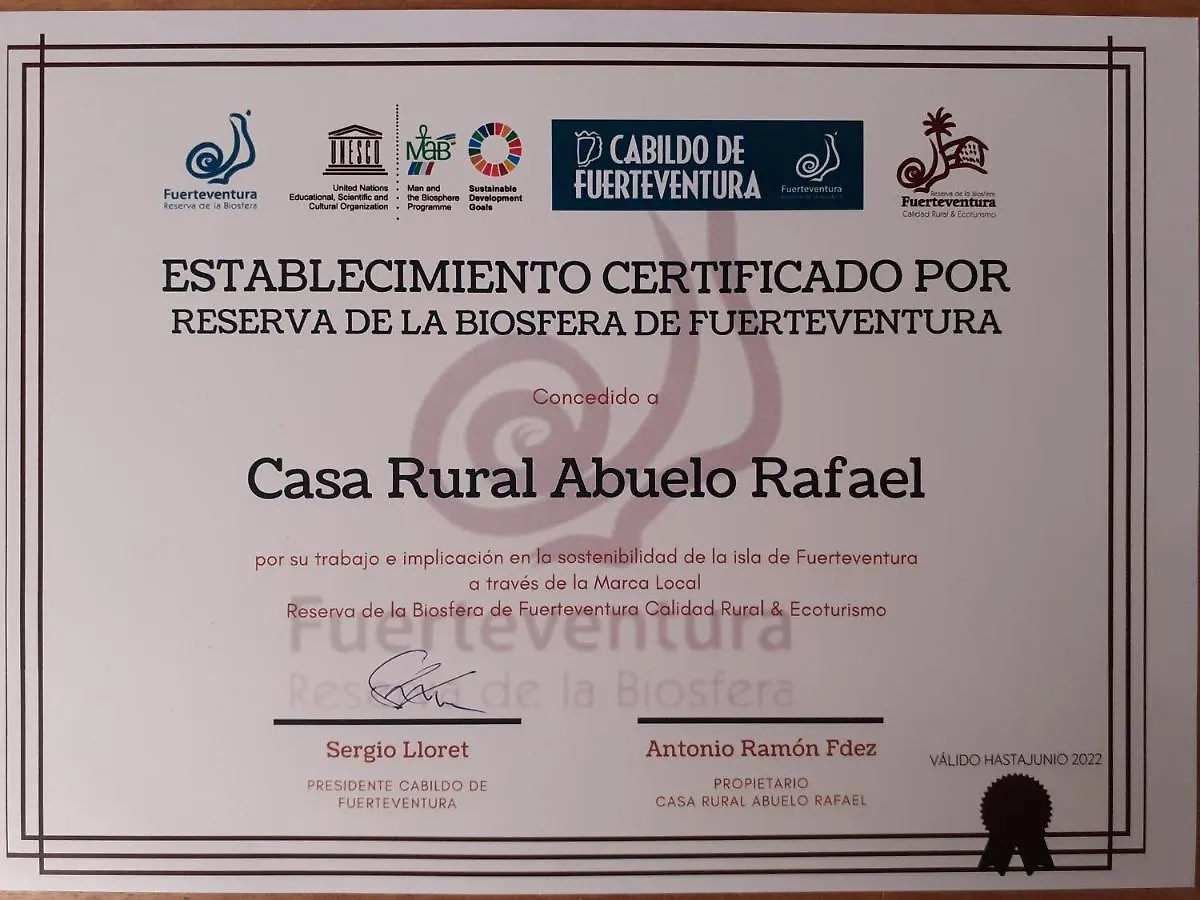 Fuerteventura
Reserva de la Biosfera
UNESCO
United Nations
Educational, Scientific and
Cultural Organization
MaB
Man and
the Biosphere
Programme
Sustainable
Development
Goals
CABILDO DE
FUERTEVENTURA
Fuerteventura
Reserva de la Biosfera
Fuerteventura
Calidad Rural & Ecoturismo
ESTABLECIMIENTO CERTIFICADO POR
RESERVA DE LA BIOSFERA DE FUERTEVENTURA
Concedido a
Casa Rural Abuelo Rafael
por su trabajo e implicación en la sostenibilidad de la isla de Fuerteventura
a través de la Marca Local
Reserva de la Biosfera de Fuerteventura Calidad Rural & Ecoturismo
Fuerteventura
Reserva de la Biosfera
Sergio Lloret
PRESIDENTE CABILDO DE
FUERTEVENTURA
Antonio Ramón Fdez
PROPIETARIO
CASA RURAL ABUELO RAFAEL
VÁLIDO HASTAJUNIO 2022